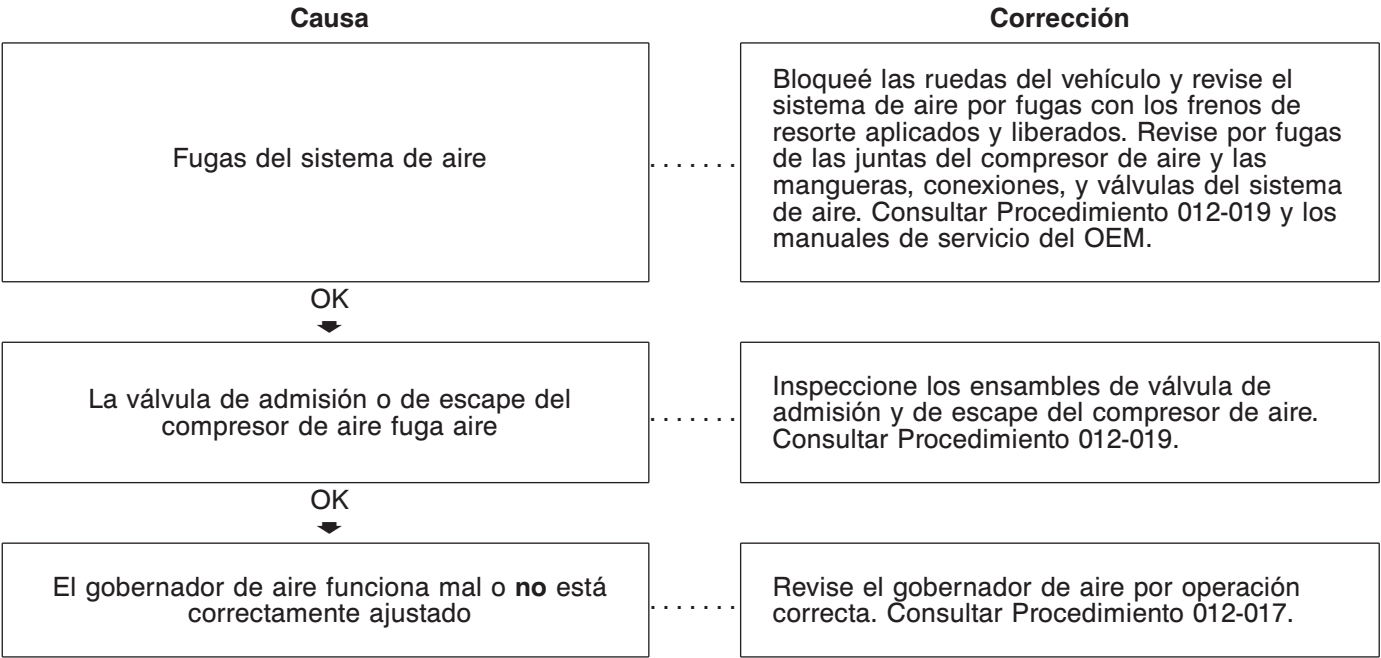 Causa
Corrección
Fugas del sistema de aire
. . . . . . .
Bloqueé las ruedas del vehículo y revise el
sistema de aire por fugas con los frenos de
resorte aplicados y liberados. Revise por fugas
de las juntas del compresor de aire y las
mangueras, conexiones, y válvulas del sistema
de aire. Consultar Procedimiento 012-019 y los
manuales de servicio del OEM.
OK
La válvula de admisión o de escape del
compresor de aire fuga aire
. . . . . . .
Inspeccione los ensambles de válvula de
admisión y de escape del compresor de aire.
Consultar Procedimiento 012-019.
OK
El gobernador de aire funciona mal o no está
correctamente ajustado
. . . . . . .
Revise el gobernador de aire por operación
correcta. Consultar Procedimiento 012-017.